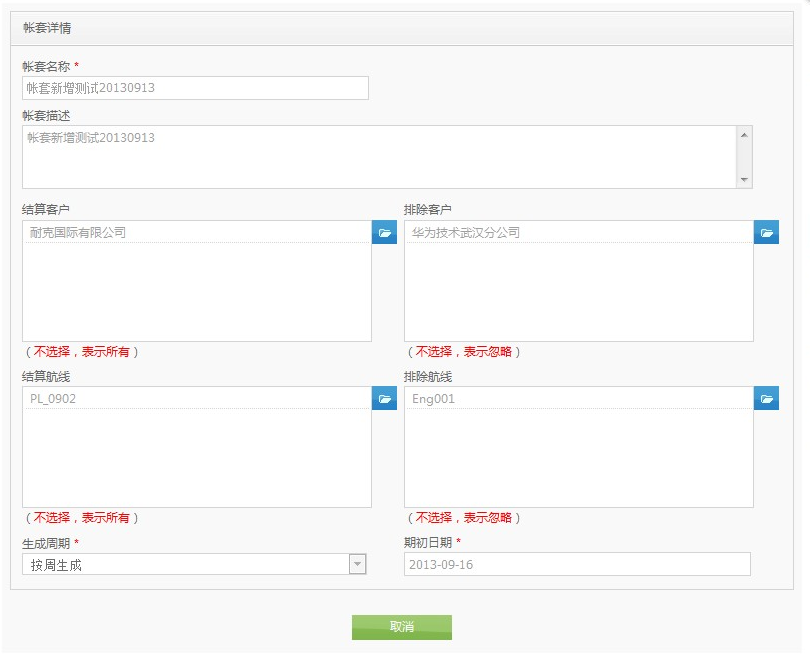 帐套详情
帐套名称 *
帐套新增测试20130913
帐套描述
帐套新增测试20130913
结算客户
排除客户
耐克国际有限公司
华为技术武汉分公司
（不选择，表示所有）
（不选择，表示忽略）
结算航线
排除航线
PL_0902
Eng001
（不选择，表示所有）
（不选择，表示忽略）
生成周期 *
期初日期 *
按周生成
2013-09-16
取消